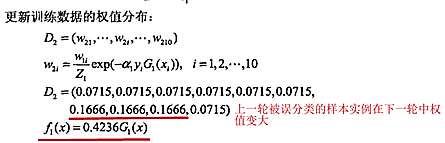 更新训练数据的权值分布：
D₂ = (w₂₁,⋯,w₂ᵢ,⋯,w₂₁₀)
w₂ᵢ = w₁ᵢ/Z₁ exp(−α₁yᵢG₁(xᵢ)), i = 1,2,⋯,10
D₂ = (0.0715,0.0715,0.0715,0.0715,0.0715,0.0715,
0.1666,0.1666,0.1666,0.0715) 上一轮被误分类的样本实例在下一轮中权
值变大
f₁(x) = 0.4236G₁(x)